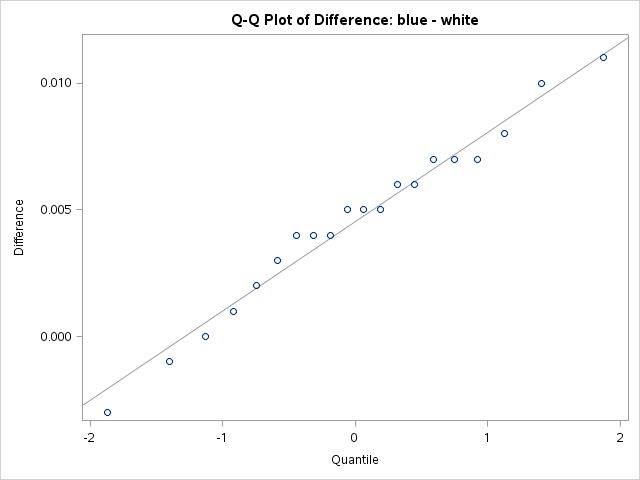 Q-Q Plot of Difference: blue - white
0.010
0.005
0.000
Difference
-2
-1
0
1
2
Quantile